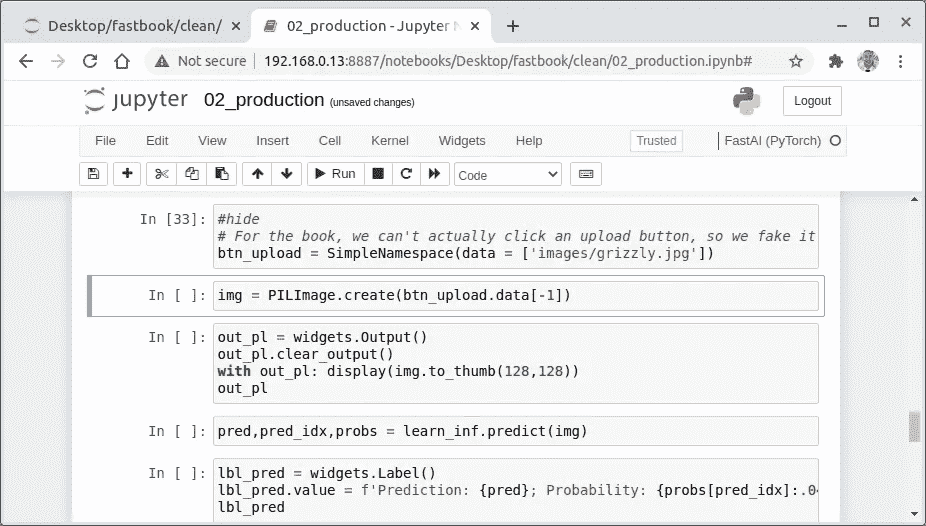 Desktop/fastbook/clean/
02_production - Jupyter N
Not secure
192.168.0.13:8887/notebooks/Desktop/fastbook/clean/02_production.ipynb#
jupyter 02_production (unsaved changes)
Logout
File Edit View Insert Cell Kernel Widgets Help
Trusted
FastAI (PyTorch)
Run
Code
In [33]:
#hide
# For the book, we can't actually click an upload button, so we fake it
btn_upload = SimpleNamespace(data = ['images/grizzly.jpg'])
In [ ]:
img = PILImage.create(btn_upload.data[-1])
In [ ]:
out_pl = widgets.Output()
out_pl.clear_output()
with out_pl: display(img.to_thumb(128,128))
out_pl
In [ ]:
pred,pred_idx,probs = learn_inf.predict(img)
In [ ]:
lbl_pred = widgets.Label()
lbl_pred.value = f'Prediction: {pred}; Probability: {probs[pred_idx]:.04
lbl_pred